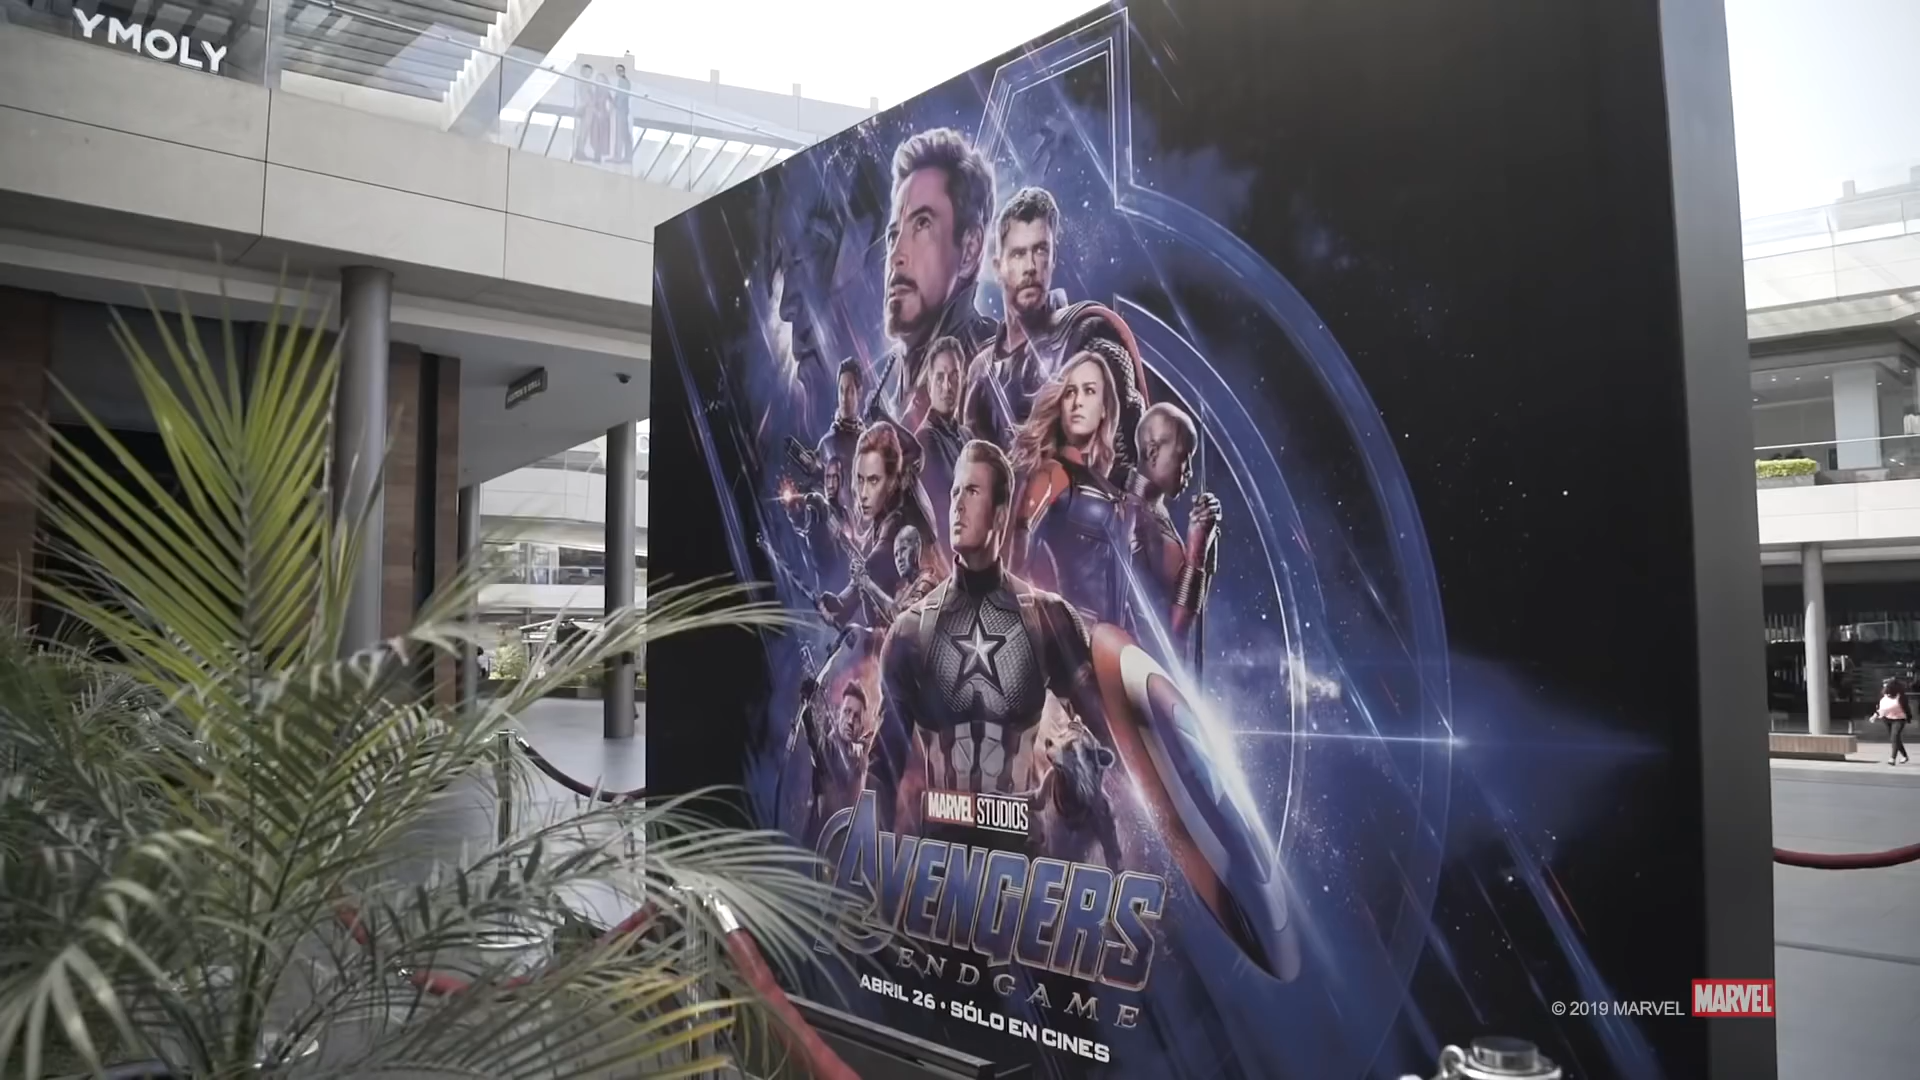 YMOLY
MARVEL STUDIOS
AVENGERS
ENDGAME
ABRIL 26 • SÓLO EN CINES
© 2019 MARVEL MARVEL